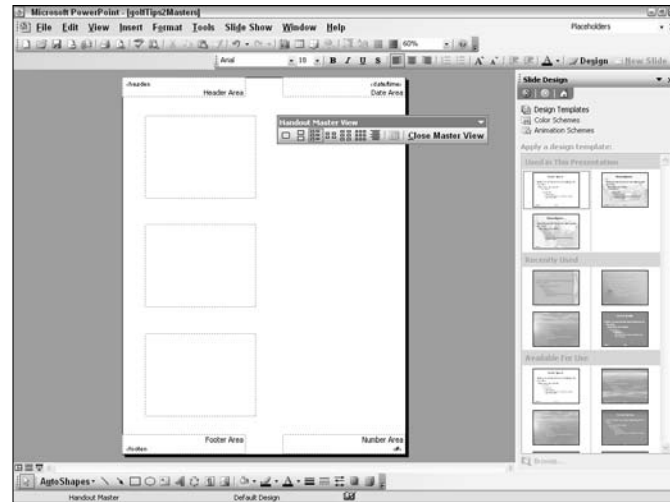 Microsoft PowerPoint - [golfTips2Masters]
File Edit View Insert Format Tools Slide Show Window Help
Placeholders
60%
Arial
18
B I U S
Design
New Slide
<header>
Header Area
<date/time>
Date Area
Handout Master View
Close Master View
Footer Area
<footer>
Number Area
<#>
Slide Design
Design Templates
Color Schemes
Animation Schemes
Apply a design template:
Used in This Presentation
Recently Used
Available For Use
Browse...
AutoShapes
Handout Master
Default Design